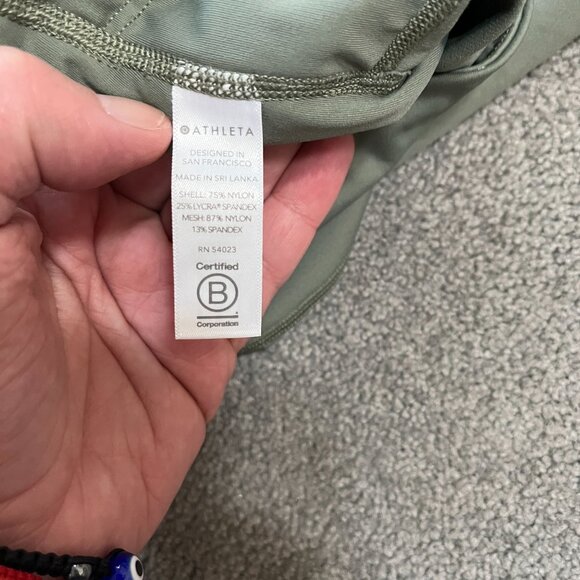 ATHLETA
DESIGNED IN
SAN FRANCISCO
MADE IN SRI LANKA
SHELL: 75% NYLON
25% LYCRA® SPANDEX
MESH: 87% NYLON
13% SPANDEX
RN 54023
Certified
B
Corporation